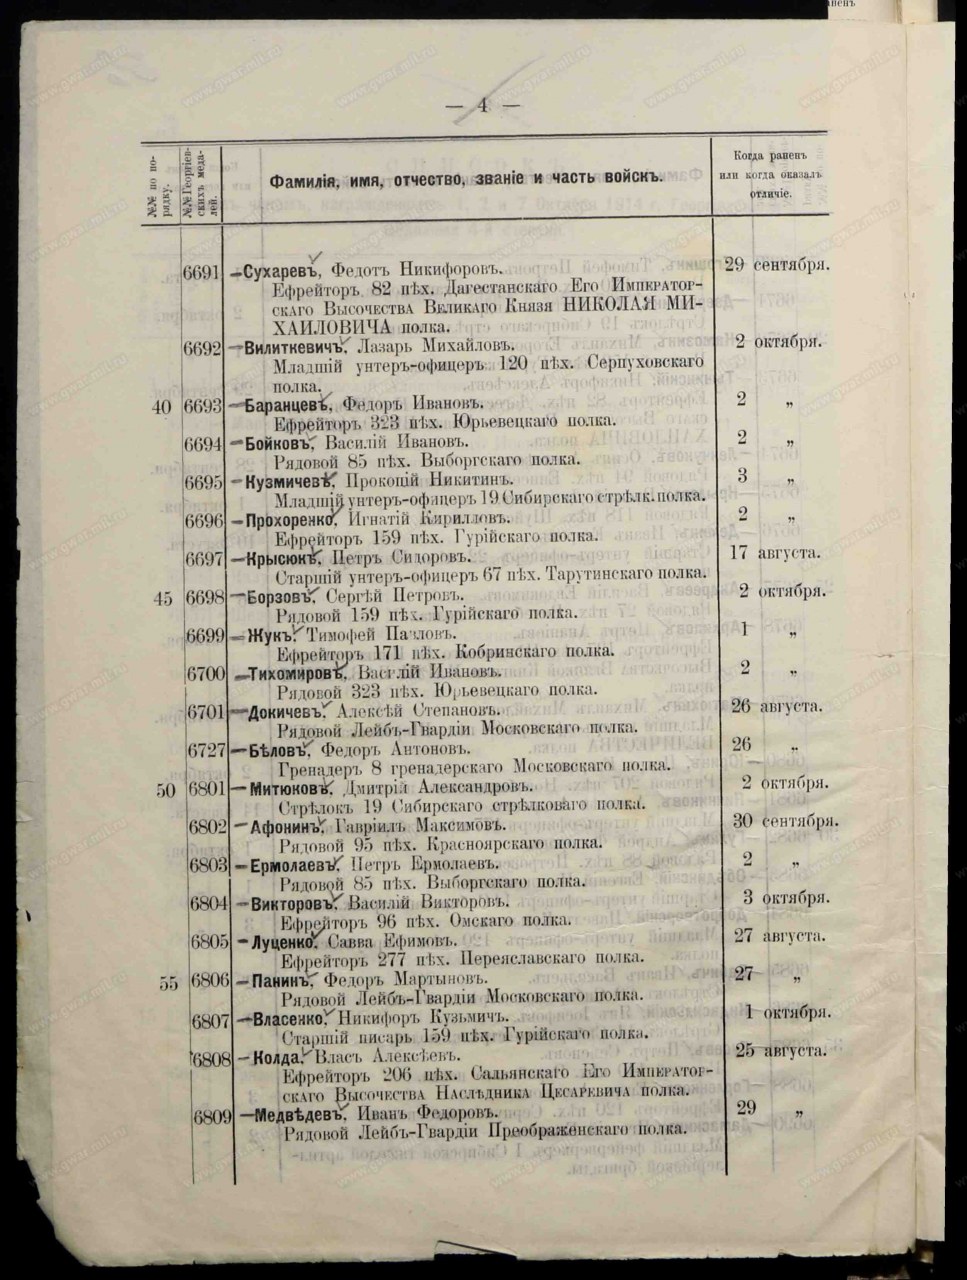 — 4 —
№№ по по-
рядку.
№№ Георгіев-
скихъ меда-
лей.
Фамилія, имя, отчество, званіе и часть войскъ.
Когда раненъ
или когда оказалъ
отличіе.
6691 Сухаревъ, Федотъ Никифоровъ. 29 сентября.
Ефрейторъ 82 пѣх. Дагестанскаго Его Император-
скаго Высочества Великаго Князя НИКОЛАЯ МИ-
ХАИЛОВИЧА полка.
6692 Вилиткевичъ, Лазарь Михайловъ. 2 октября.
Младшій унтеръ-офицеръ 120 пѣх. Серпуховскаго
полка.
40 6693 Баранцевъ, Федоръ Ивановъ. 2 „
Ефрейторъ 323 пѣх. Юрьевецкаго полка.
6694 Бойковъ, Василій Ивановъ. 2 „
Рядовой 85 пѣх. Выборгскаго полка.
6695 Кузмичевъ, Прокопій Никитинъ. 3 „
Младшій унтеръ-офицеръ 19 Сибирскаго стрѣлк. полка.
6696 Прохоренко, Игнатій Кирилловъ. 2 „
Ефрейторъ 159 пѣх. Гурійскаго полка.
6697 Крысюкъ, Петръ Сидоровъ. 17 августа.
Старшій унтеръ-офицеръ 67 пѣх. Тарутинскаго полка.
45 6698 Борзовъ, Сергѣй Петровъ. 2 октября.
Рядовой 159 пѣх. Гурійскаго полка.
6699 Жукъ, Тимофей Павловъ. 1 „
Ефрейторъ 171 пѣх. Кобринскаго полка.
6700 Тихомировъ, Василій Ивановъ. 2 „
Рядовой 323 пѣх. Юрьевецкаго полка.
6701 Докичевъ, Алексѣй Степановъ. 26 августа.
Рядовой Лейбъ-Гвардіи Московскаго полка.
6727 Бѣловъ, Федоръ Антоновъ. 26 „
Гренадеръ 8 гренадерскаго Московскаго полка.
50 6801 Митюковъ, Дмитрій Александровъ. 2 октября.
Стрѣлокъ 19 Сибирскаго стрѣлковаго полка.
6802 Афонинъ, Гавріилъ Максимовъ. 30 сентября.
Рядовой 95 пѣх. Красноярскаго полка.
6803 Ермолаевъ, Петръ Ермолаевъ. 2 „
Рядовой 85 пѣх. Выборгскаго полка.
6804 Викторовъ, Василій Викторовъ. 3 октября.
Ефрейторъ 96 пѣх. Омскаго полка.
6805 Луценко, Савва Ефимовъ. 27 августа.
Ефрейторъ 277 пѣх. Переяславскаго полка.
55 6806 Панинъ, Федоръ Мартыновъ. 27 „
Рядовой Лейбъ-Гвардіи Московскаго полка.
6807 Власенко, Никифоръ Кузьмичъ. 1 октября.
Старшій писарь 159 пѣх. Гурійскаго полка.
6808 Колда, Власъ Алексѣевъ. 25 августа.
Ефрейторъ 206 пѣх. Сальянскаго Его Император-
скаго Высочества Наслѣдника Цесаревича полка.
6809 Медвѣдевъ, Иванъ Федоровъ. 29 „
Рядовой Лейбъ-Гвардіи Преображенскаго полка.